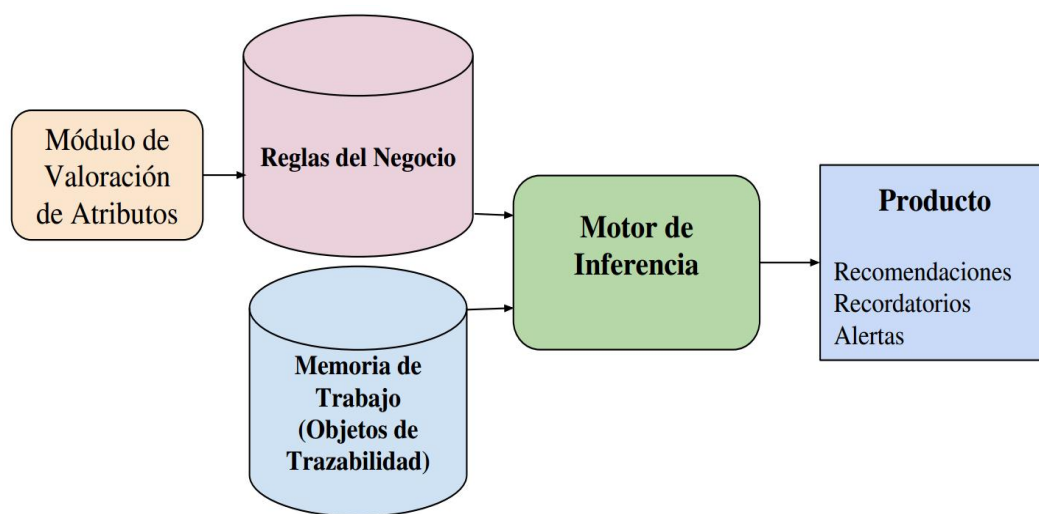 Módulo de
Valoración
de Atributos
Reglas del Negocio
Memoria de
Trabajo
(Objetos de
Trazabilidad)
Motor de
Inferencia
Producto
Recomendaciones
Recordatorios
Alertas